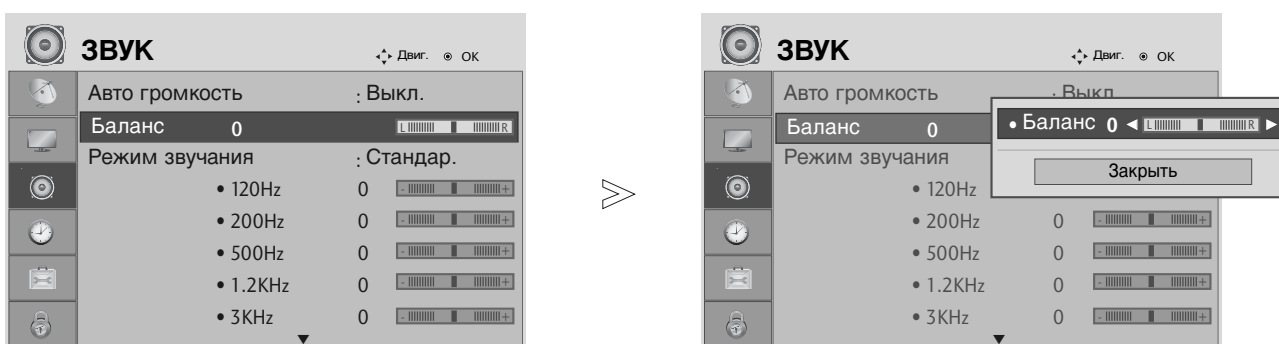 ЗВУК
Двиг. OK
Авто громкость : Выкл.
Баланс 0 L R
Режим звучания : Стандар.
• 120Hz 0 - +
• 200Hz 0 - +
• 500Hz 0 - +
• 1.2KHz 0 - +
• 3KHz 0 - +
ЗВУК
Двиг. OK
Авто громкость : Выкл
Баланс 0
• Баланс 0 ◄ L R ►
Режим звучания
Закрыть
• 120Hz
• 200Hz 0 - +
• 500Hz 0 - +
• 1.2KHz 0 - +
• 3KHz 0 - +